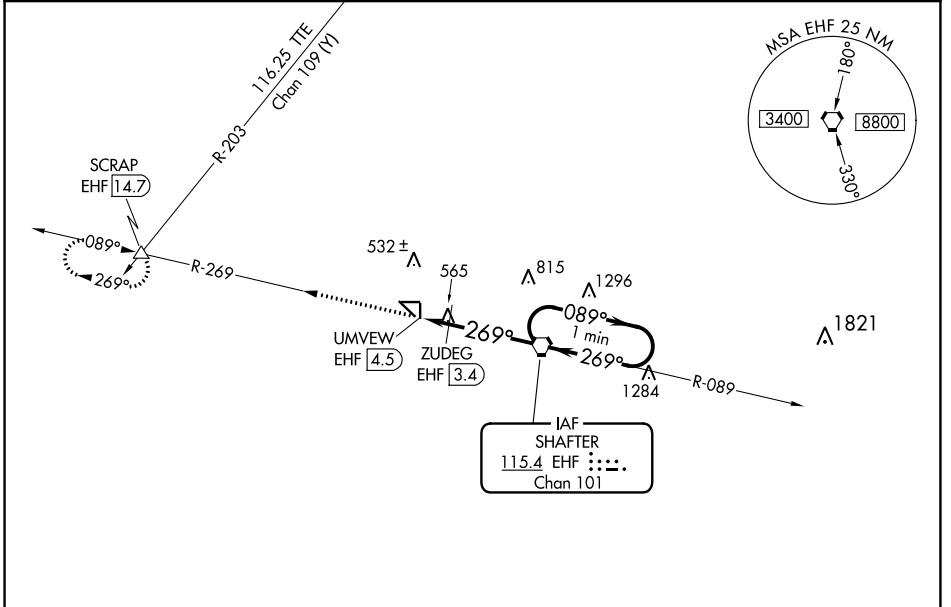 116.25 TTE
Chan 109 (Y)
R-203
MSA EHF 25 NM
180°
3400
8800
330°
SCRAP
EHF 14.7
089°
269°
R-269
532 ±
565
815
1296
089°
1 min
269°
269°
1821
UMVEW
EHF 4.5
ZUDEG
EHF 3.4
1284
R-089
IAF
SHAFTER
115.4 EHF
Chan 101